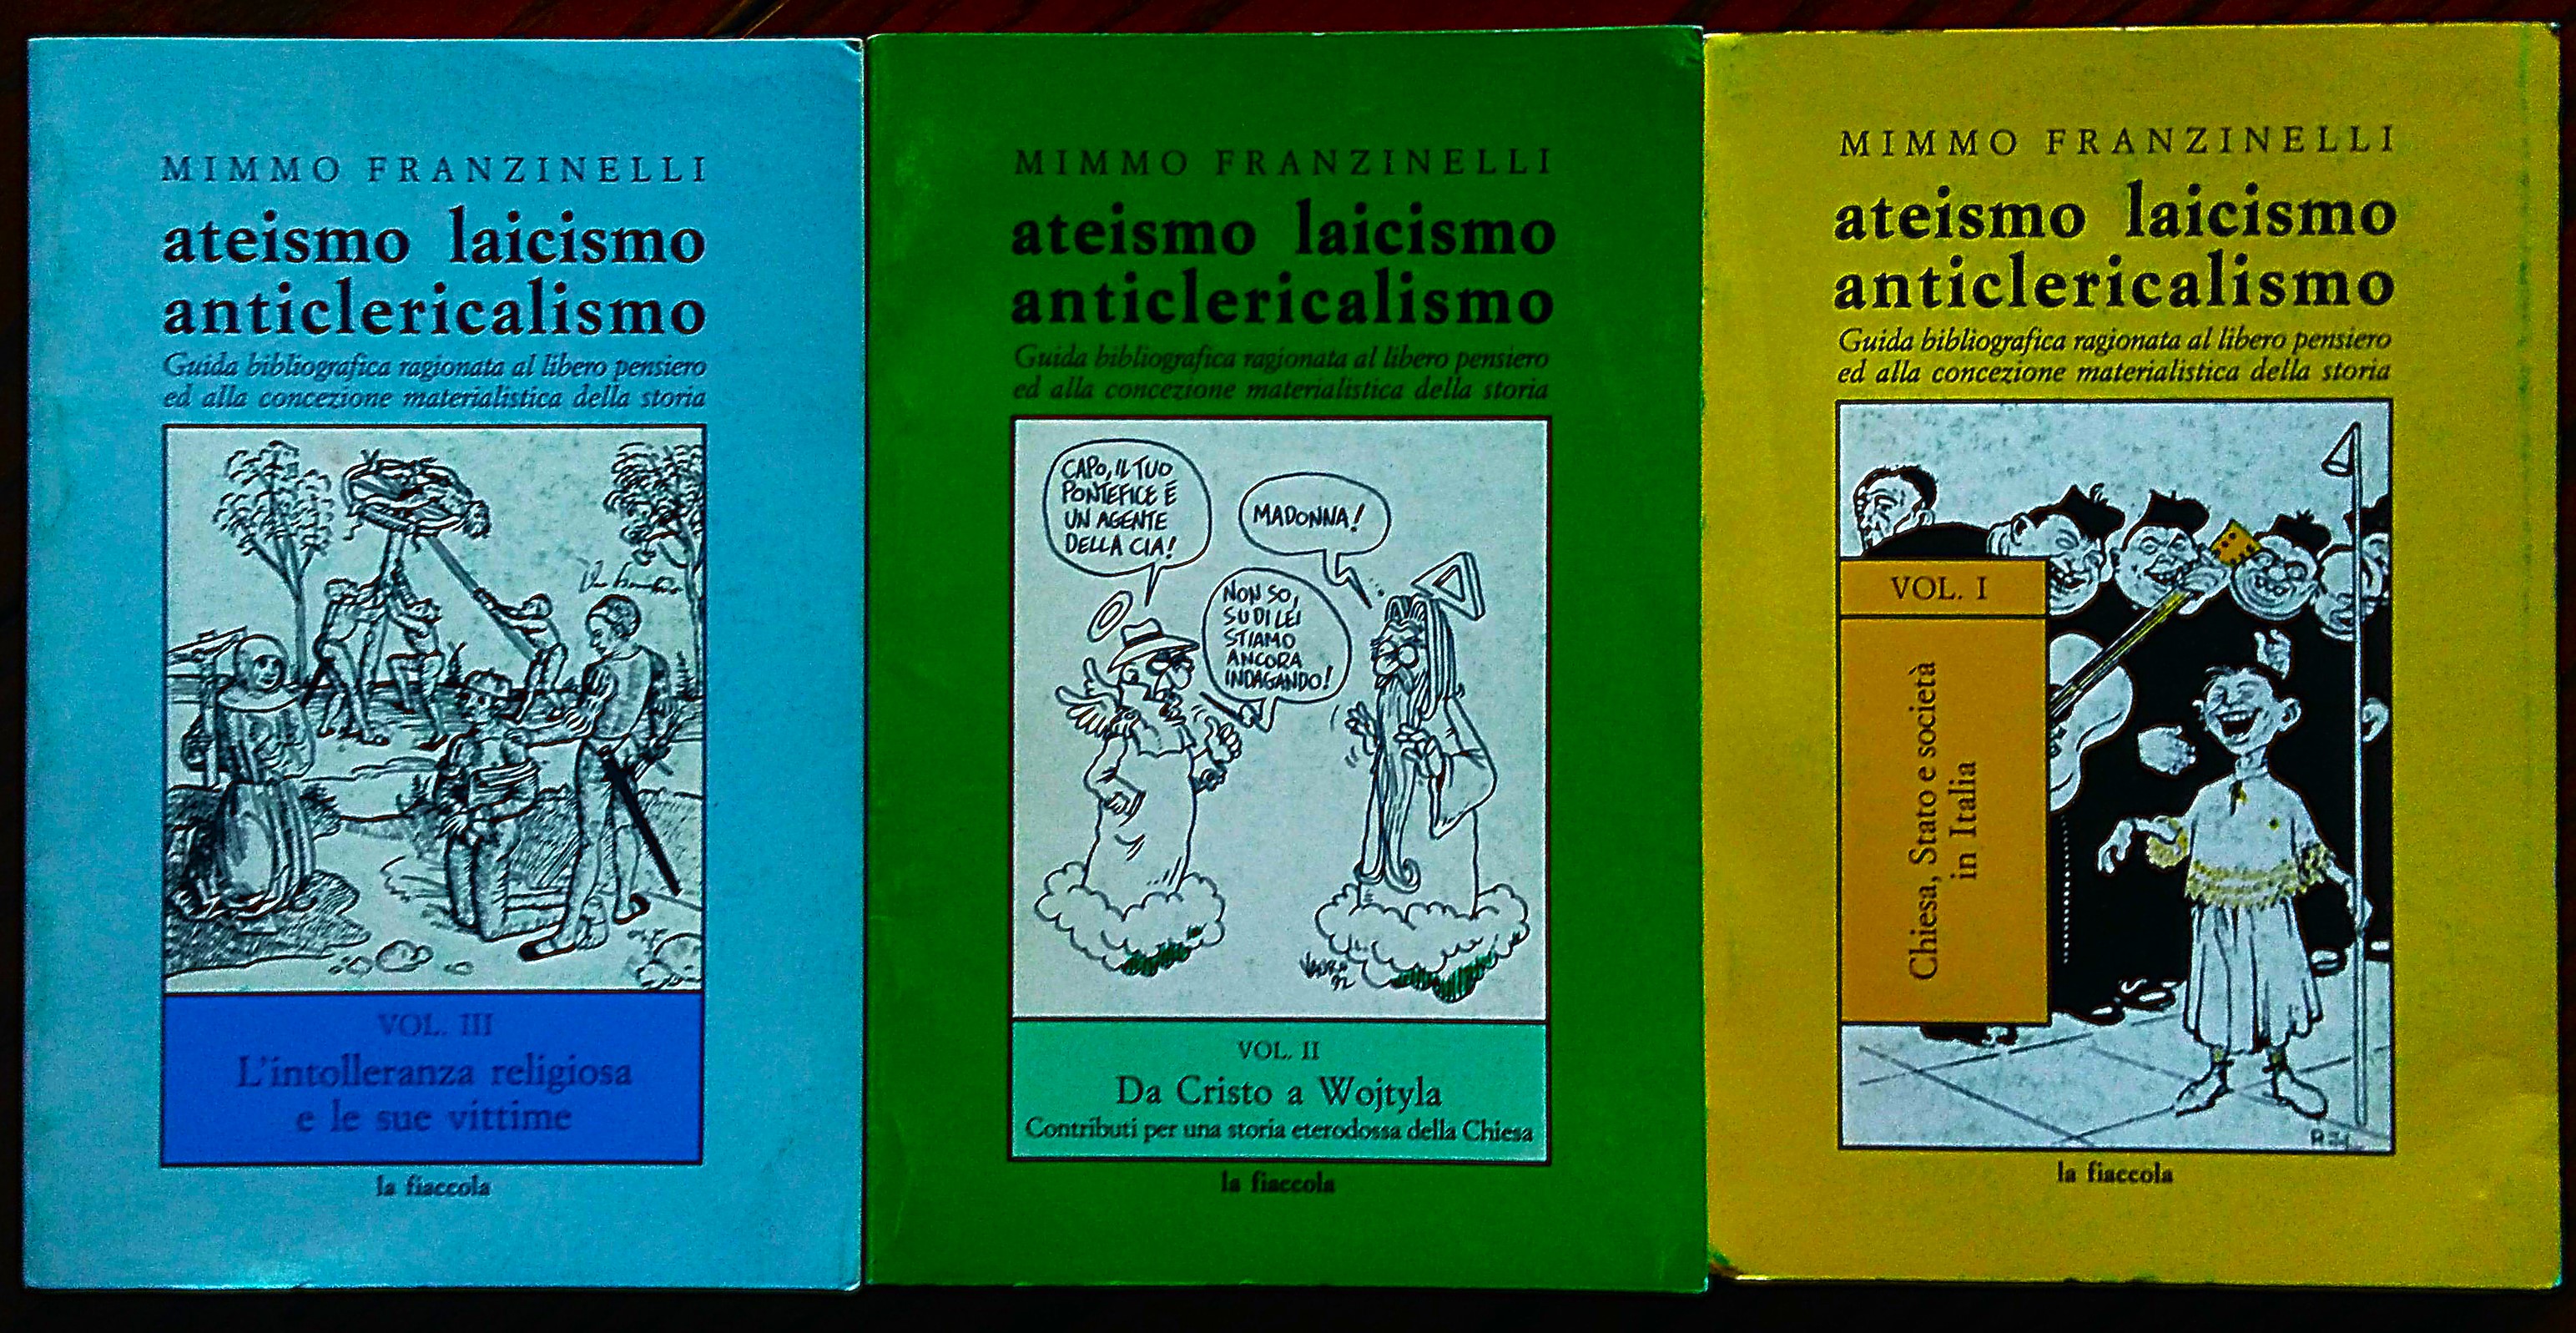 MIMMO FRANZINELLI
ateismo laicismo
anticlericalismo
Guida bibliografica ragionata al libero pensiero
ed alla concezione materialistica della storia
VOL. III
L'intolleranza religiosa
e le sue vittime
la fiaccola
MIMMO FRANZINELLI
ateismo laicismo
anticlericalismo
Guida bibliografica ragionata al libero pensiero
ed alla concezione materialistica della storia
CAPO, IL TUO
PONTEFICE È
UN AGENTE
DELLA CIA!
MADONNA!
NON SO,
SU DI LEI
STIAMO
ANCORA
INDAGANDO!
VAURO
92
VOL. II
Da Cristo a Wojtyla
Contributi per una storia eterodossa della Chiesa
la fiaccola
MIMMO FRANZINELLI
ateismo laicismo
anticlericalismo
Guida bibliografica ragionata al libero pensiero
ed alla concezione materialistica della storia
VOL. I
Chiesa, Stato e società
in Italia
la fiaccola